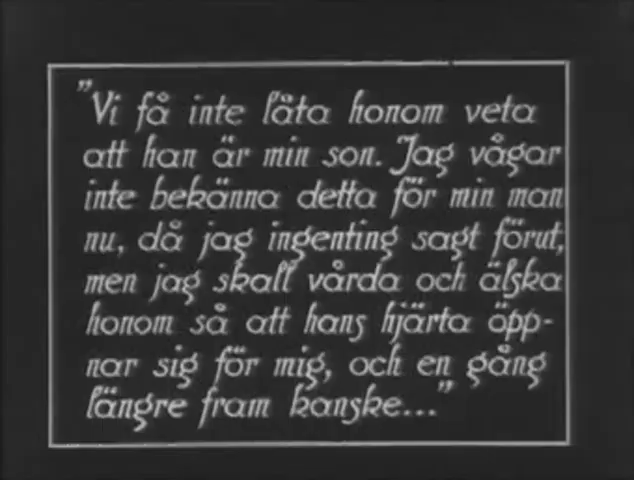 "Vi få inte låta honom veta
att han är min son. Jag vågar
inte bekänna detta för min man
nu, då jag ingenting sagt förut,
men jag skall vårda och älska
honom så att hans hjärta öpp-
nar sig för mig, och en gång
längre fram kanske..."